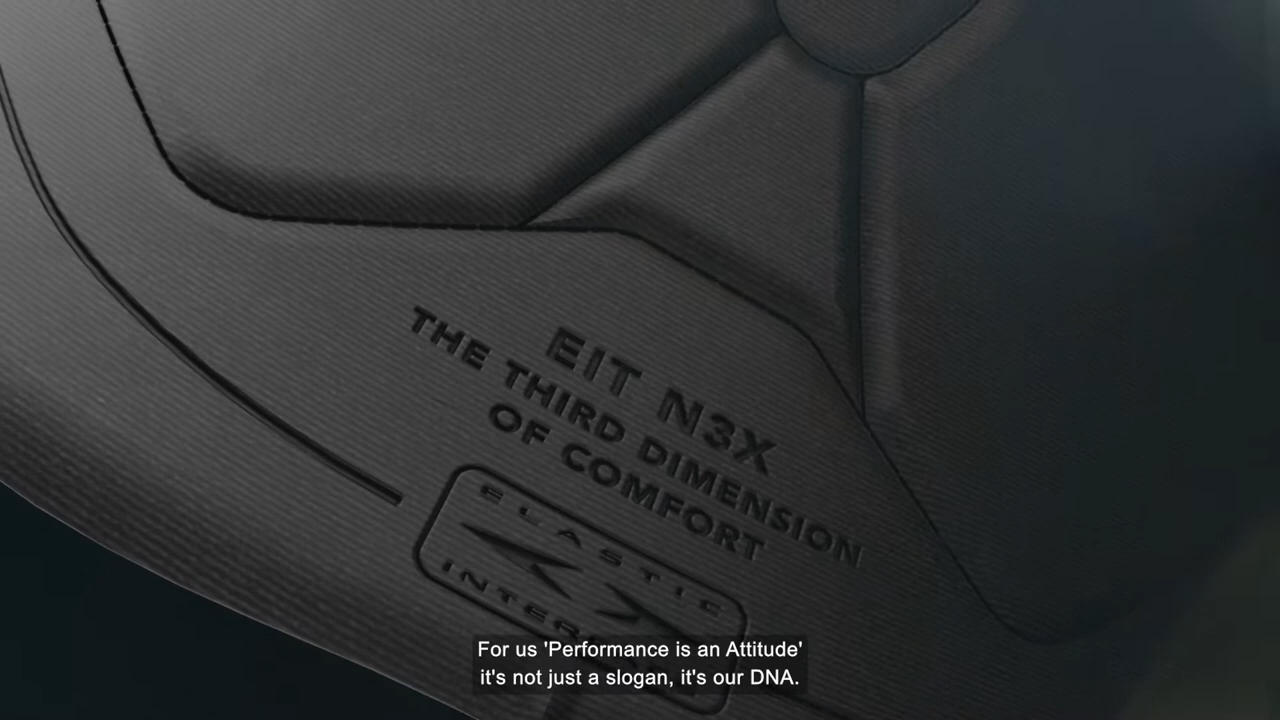 EIT N3X
THE THIRD DIMENSION
OF COMFORT
ELASTIC
For us 'Performance is an Attitude'
it's not just a slogan, it's our DNA.